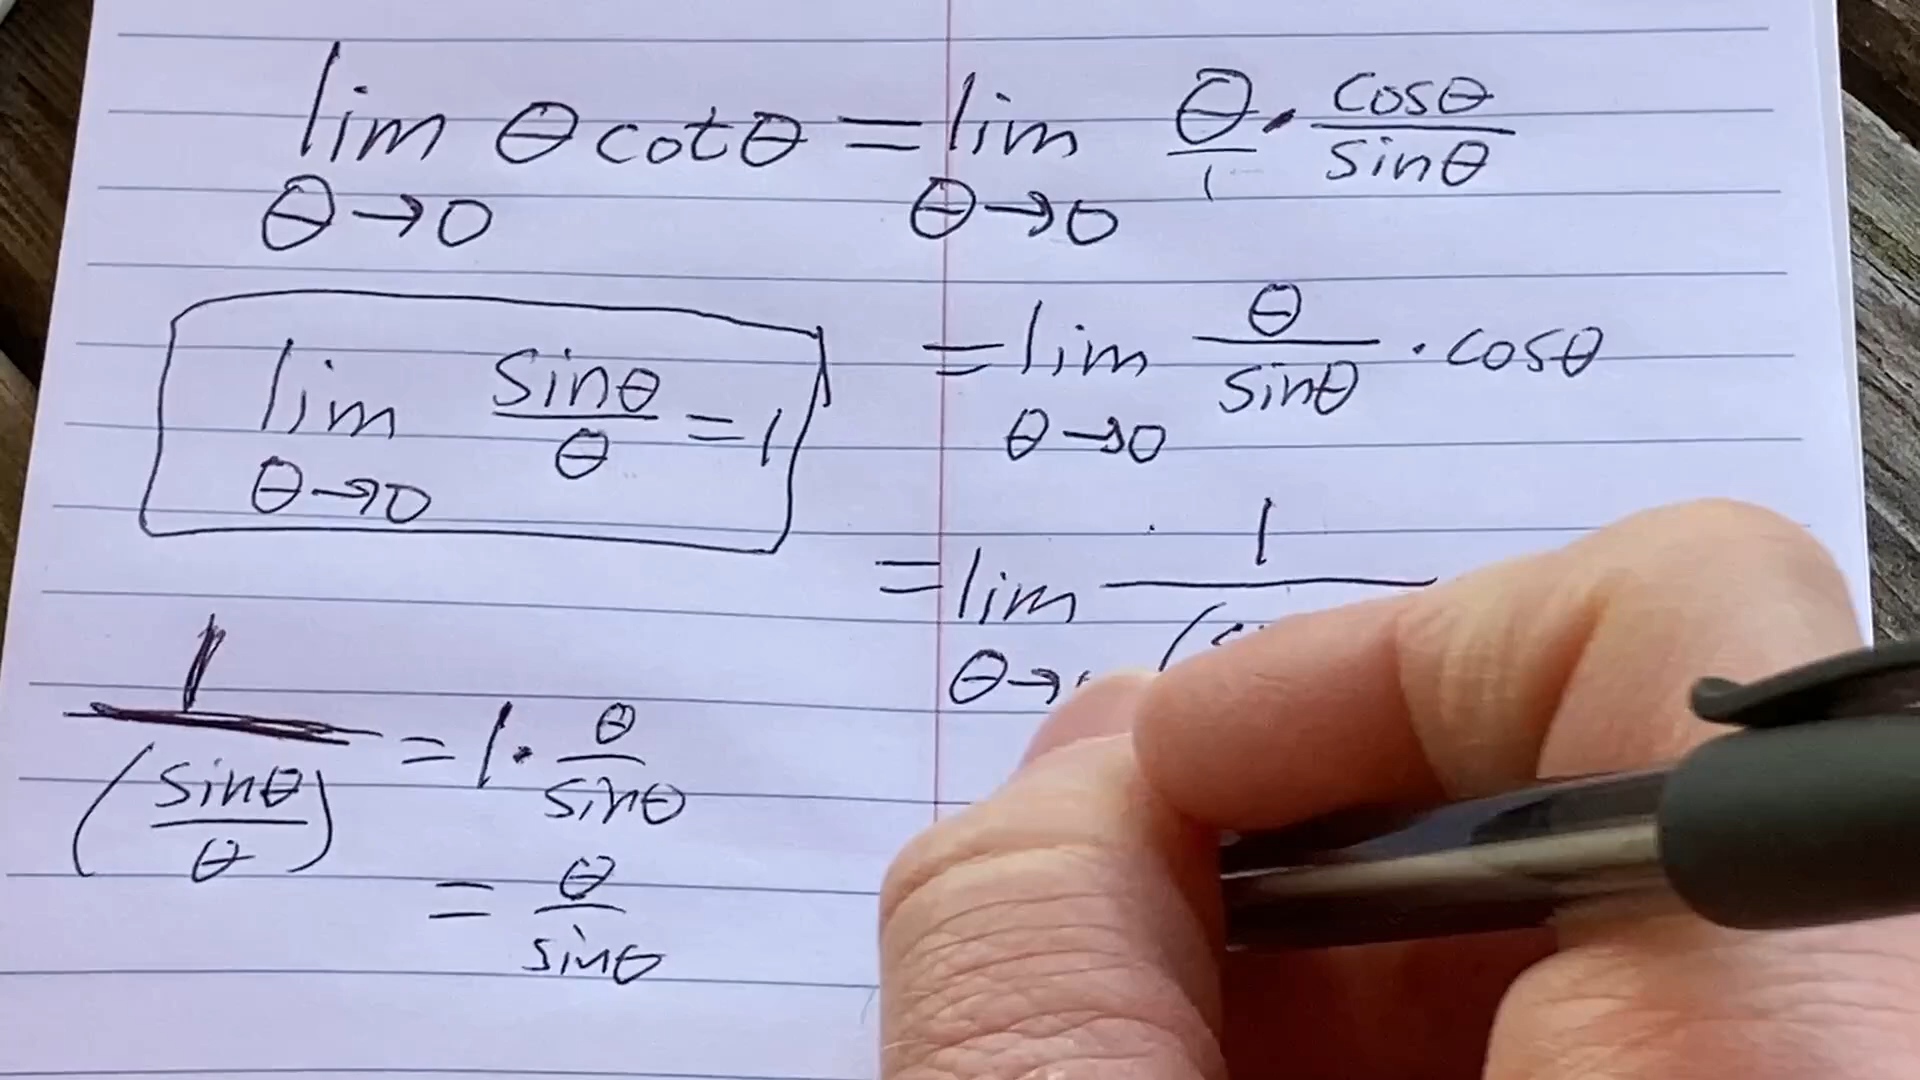 lim θ cot θ = lim θ/1 · cosθ/sinθ
θ→0 θ→0
= lim θ/sinθ · cosθ
θ→0
lim sinθ/θ = 1
θ→0
= lim 1
θ→
1/(sinθ/θ) = 1 · θ/sinθ
= θ/sinθ